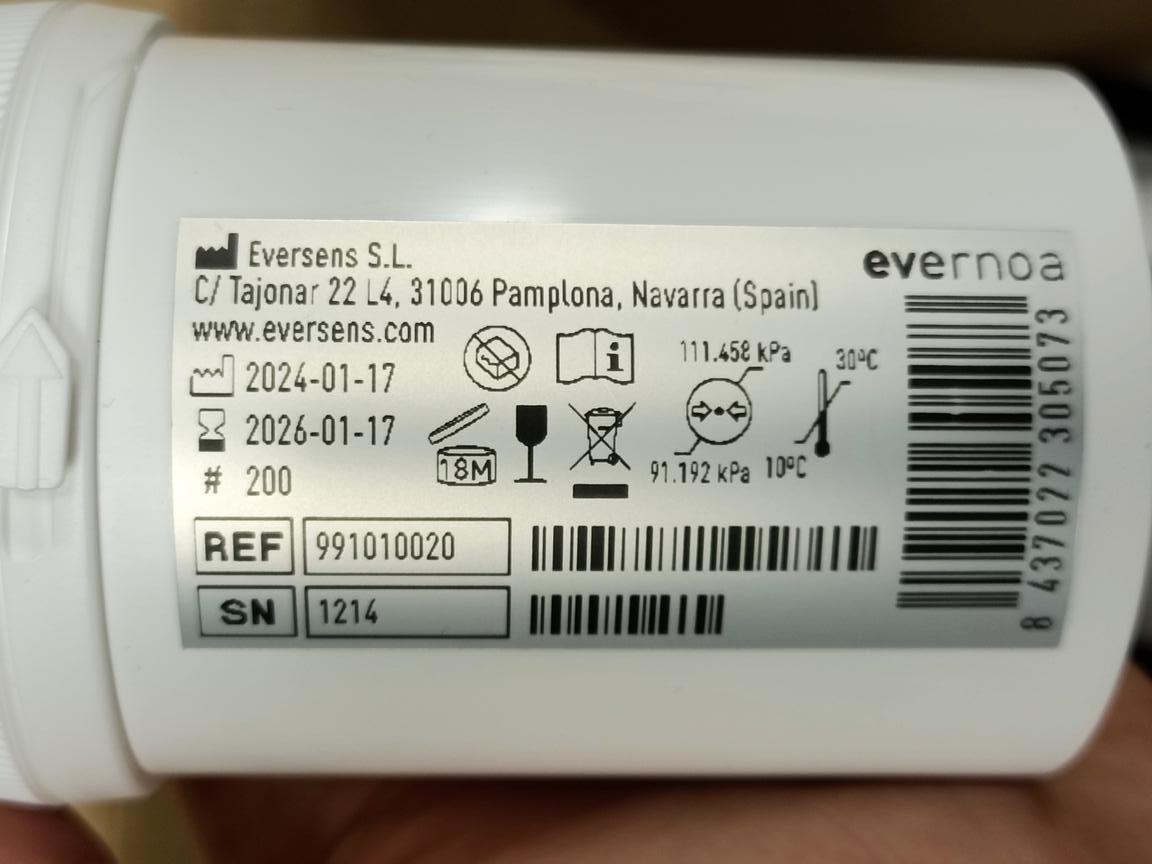 Eversens S.L.
C/ Tajonar 22 L4, 31006 Pamplona, Navarra (Spain)
www.eversens.com
2024-01-17
2026-01-17
# 200
18M
111.458 kPa
91.192 kPa
30ºC
10ºC
REF 991010020
SN 1214
evernoa
8 437022 305073